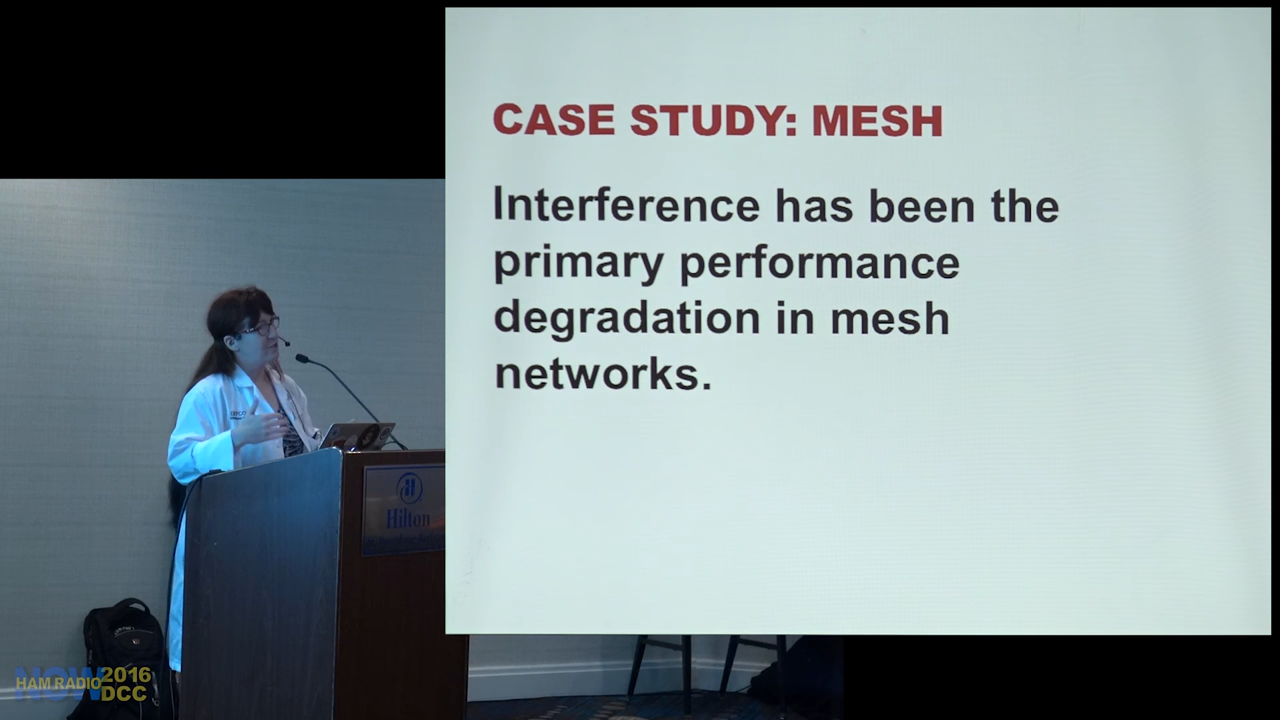 CASE STUDY: MESH
Interference has been the
primary performance
degradation in mesh
networks.
Hilton
HAM RADIO NOW
2016
DCC